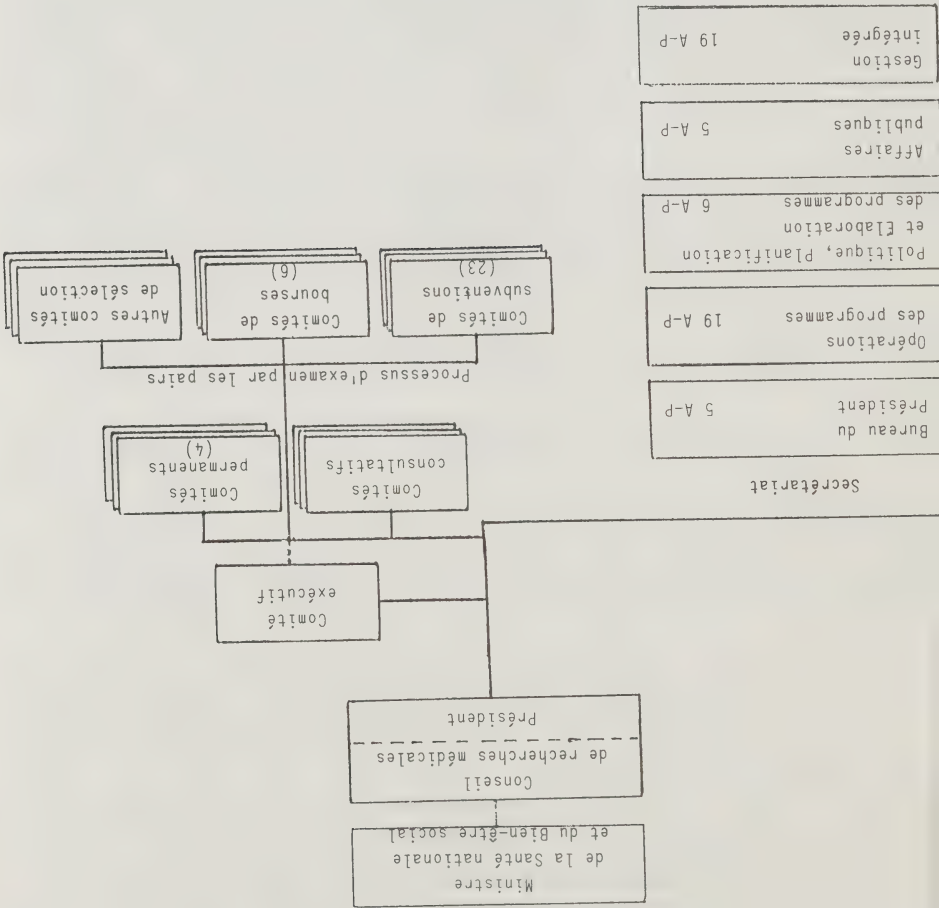 Ministre
de la Santé nationale
et du Bien-être social
Conseil
de recherches médicales
Président
Comité
exécutif
Secrétariat
Bureau du
Président 5 A-P
Opérations
des programmes 19 A-P
Politique, Planification
et Élaboration
des programmes 6 A-P
Affaires
publiques 5 A-P
Gestion
intégrée 19 A-P
Comités
consultatifs
Comités
permanents
(4)
Processus d'examen par les pairs
Comités de
subventions
(23)
Comités de
bourses
(6)
Autres comités
de sélection